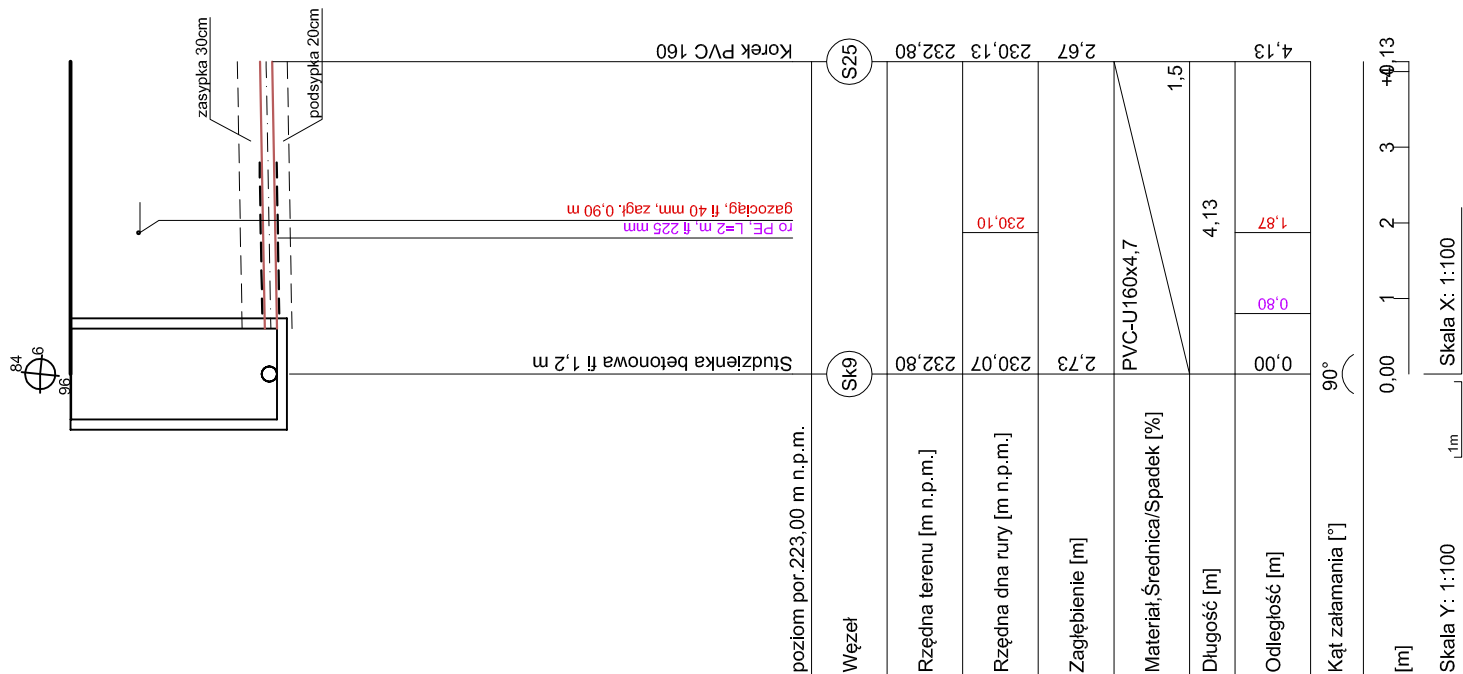 84
6
96
zasypka 30cm
podsypka 20cm
gazociąg, fi 40 mm, zagł. 0,90 m
ro PE, L=2 m, fi 225 mm
Studzienka betonowa fi 1,2 m
Korek PVC 160
poziom por.223,00 m n.p.m.
Węzeł
Sk9
S25
Rzędna terenu [m n.p.m.]
232,80
232,80
Rzędna dna rury [m n.p.m.]
230,07
230,10
230,13
Zagłębienie [m]
2,73
2,67
Materiał,Średnica/Spadek [%]
PVC-U160x4,7
1,5
Długość [m]
4,13
Odległość [m]
0,00
0,80
1,87
4,13
Kąt załamania [°]
90°
[m]
0,00
1
2
3
+0,13
Skala Y: 1:100
1m
Skala X: 1:100